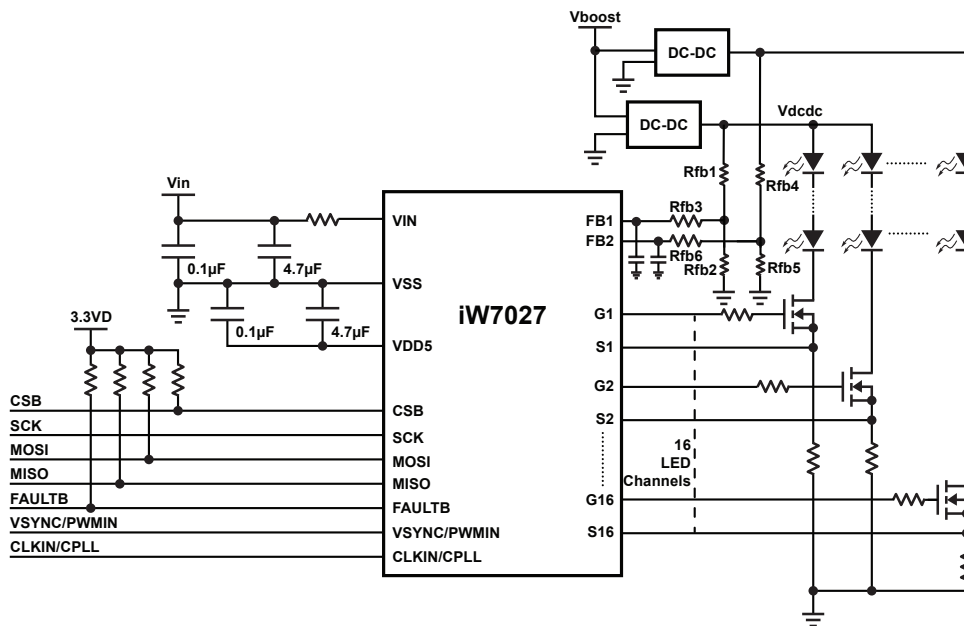 Vboost
DC-DC
DC-DC
Vdcdc
Rfb1
Rfb4
Vin
VIN
FB1
Rfb3
FB2
Rfb6
Rfb2
Rfb5
0.1µF
4.7µF
VSS
iW7027
G1
3.3VD
0.1µF
4.7µF
VDD5
S1
G2
CSB
CSB
S2
SCK
SCK
MOSI
MOSI
16
LED
Channels
MISO
MISO
FAULTB
FAULTB
G16
VSYNC/PWMIN
VSYNC/PWMIN
S16
CLKIN/CPLL
CLKIN/CPLL